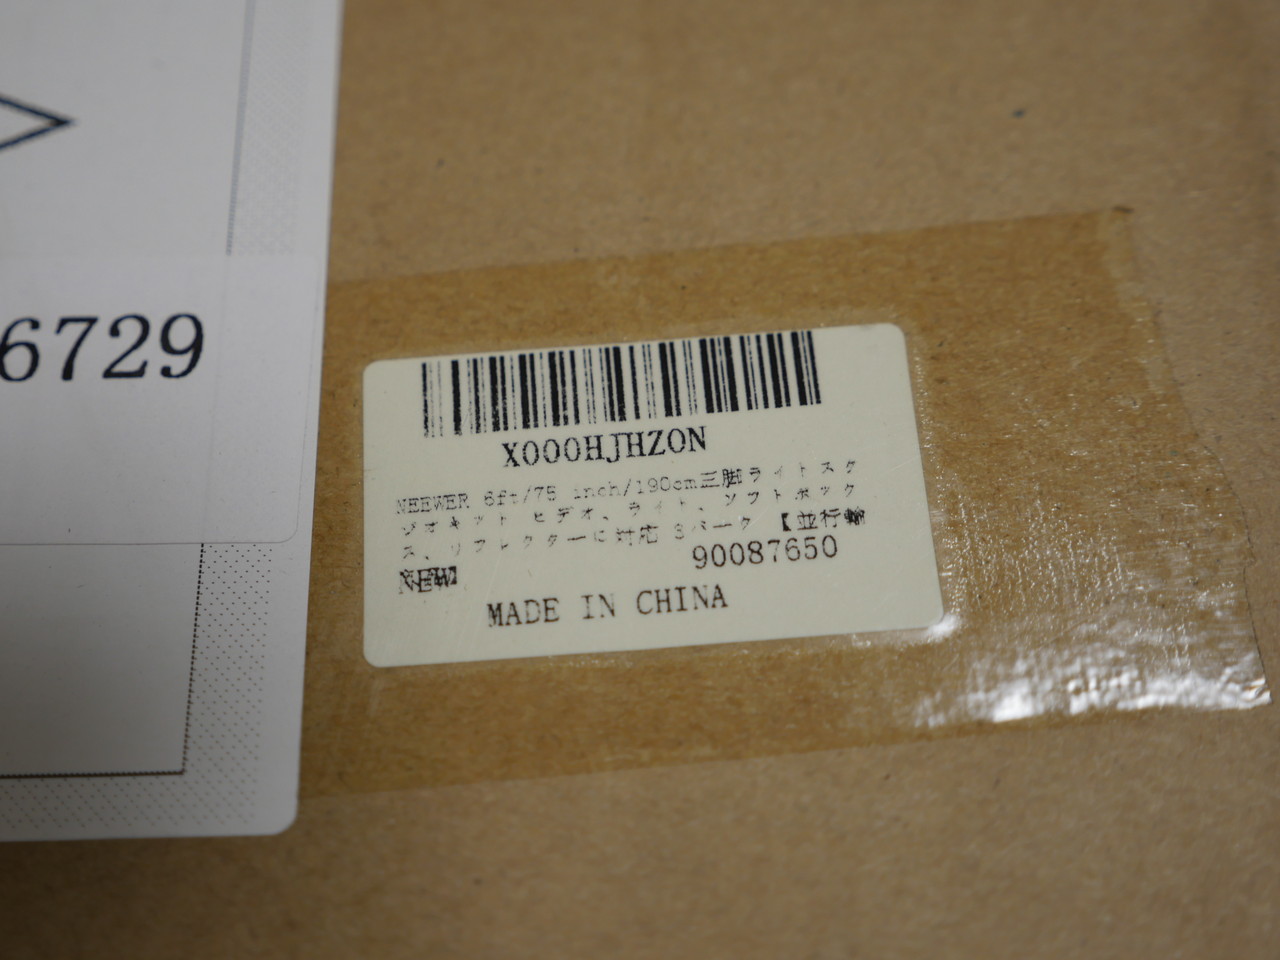 6729
X000HJHZON
NEEWER 6ft/75 inch/190cm三脚ライトスタ
ジオキット ビデオ、ライト、ソフトボック
ス、リフレクターに対応 3パーク 【並行輸
NEW
90087650
MADE IN CHINA